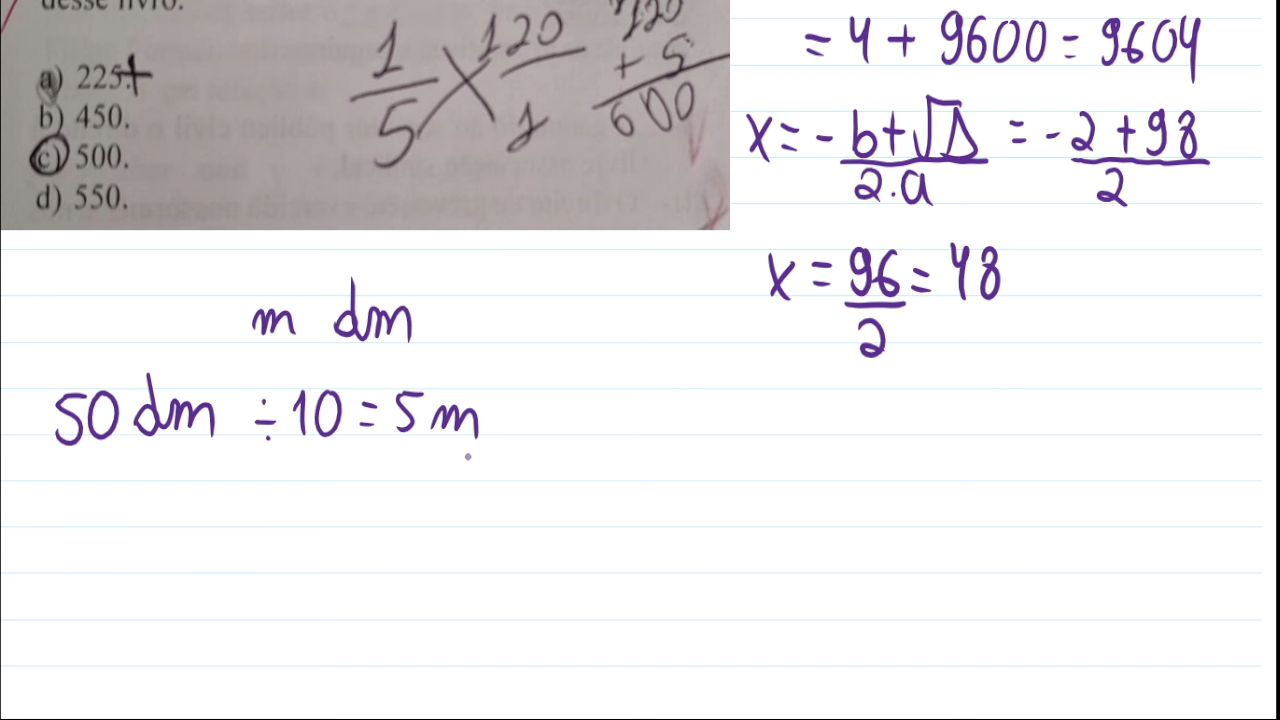 desse livro.
a) 225.
b) 450.
c) 500.
d) 550.
1/5 120/1
120
+ 5
600
= 4 + 9600 = 9604
x = - b + √Δ / 2.a = - 2 + 98 / 2
x = 96/2 = 48
m dm
50 dm ÷ 10 = 5 m